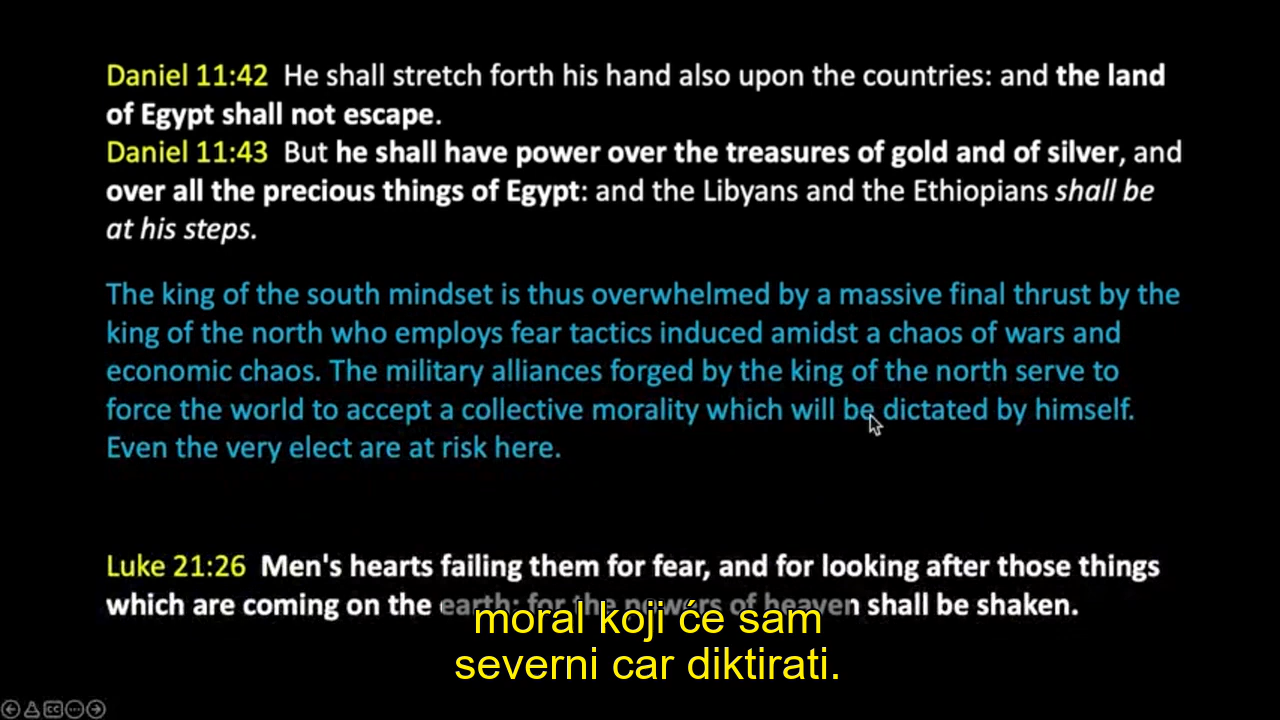 Daniel 11:42 He shall stretch forth his hand also upon the countries: and the land
of Egypt shall not escape.
Daniel 11:43 But he shall have power over the treasures of gold and of silver, and
over all the precious things of Egypt: and the Libyans and the Ethiopians shall be
at his steps.
The king of the south mindset is thus overwhelmed by a massive final thrust by the
king of the north who employs fear tactics induced amidst a chaos of wars and
economic chaos. The military alliances forged by the king of the north serve to
force the world to accept a collective morality which will be dictated by himself.
Even the very elect are at risk here.
Luke 21:26 Men's hearts failing them for fear, and for looking after those things
which are coming on the earth: for the powers of heaven shall be shaken.
moral koji će sam
severni car diktirati.